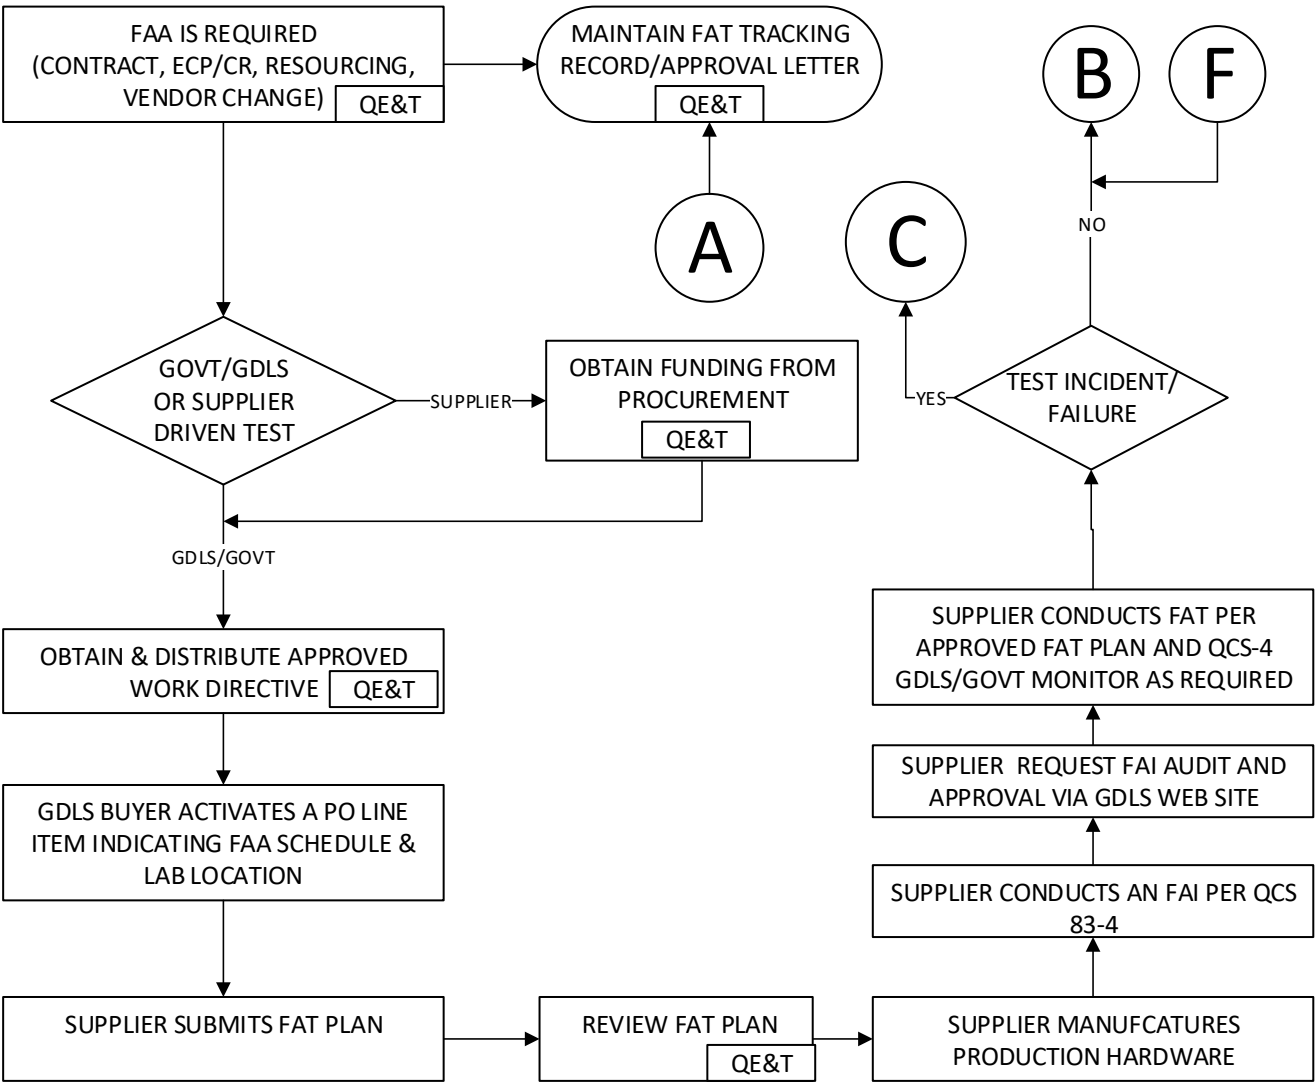 FAA IS REQUIRED
(CONTRACT, ECP/CR, RESOURCING,
VENDOR CHANGE)
QE&T
MAINTAIN FAT TRACKING
RECORD/APPROVAL LETTER
QE&T
A
B
F
C
NO
YES
TEST INCIDENT/
FAILURE
GOVT/GDLS
OR SUPPLIER
DRIVEN TEST
SUPPLIER
OBTAIN FUNDING FROM
PROCUREMENT
QE&T
GDLS/GOVT
OBTAIN & DISTRIBUTE APPROVED
WORK DIRECTIVE
QE&T
GDLS BUYER ACTIVATES A PO LINE
ITEM INDICATING FAA SCHEDULE &
LAB LOCATION
SUPPLIER SUBMITS FAT PLAN
REVIEW FAT PLAN
QE&T
SUPPLIER MANUFCATURES
PRODUCTION HARDWARE
SUPPLIER CONDUCTS AN FAI PER QCS
83-4
SUPPLIER  REQUEST FAI AUDIT AND
APPROVAL VIA GDLS WEB SITE
SUPPLIER CONDUCTS FAT PER
APPROVED FAT PLAN AND QCS-4
GDLS/GOVT MONITOR AS REQUIRED